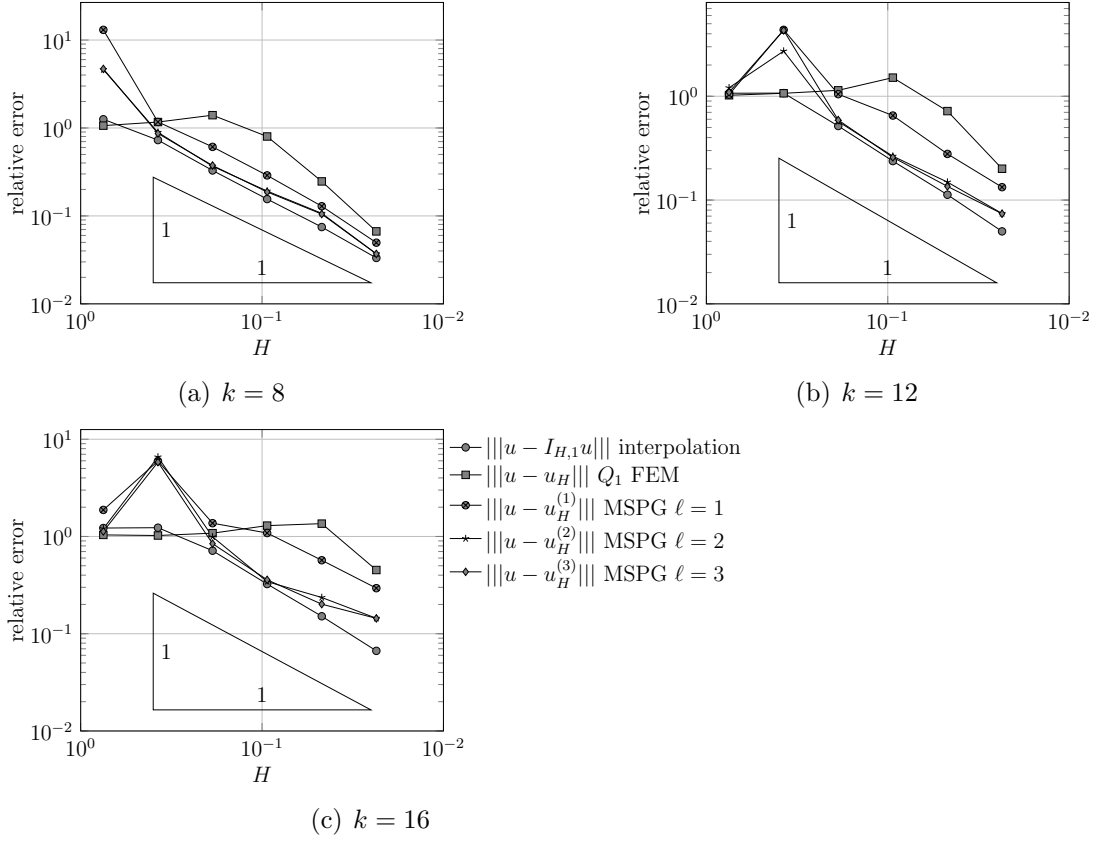 10^1
10^0
10^{-1}
10^{-2}
relative error
1
1
10^0 10^{-1} 10^{-2}
H
(a) k = 8
10^0
10^{-1}
10^{-2}
relative error
1
1
10^0 10^{-1} 10^{-2}
H
(b) k = 12
10^1
10^0
10^{-1}
10^{-2}
relative error
1
1
10^0 10^{-1} 10^{-2}
H
|||u − I_{H,1}u||| interpolation
|||u − u_H||| Q_1 FEM
|||u − u_H^{(1)}||| MSPG ℓ = 1
|||u − u_H^{(2)}||| MSPG ℓ = 2
|||u − u_H^{(3)}||| MSPG ℓ = 3
(c) k = 16